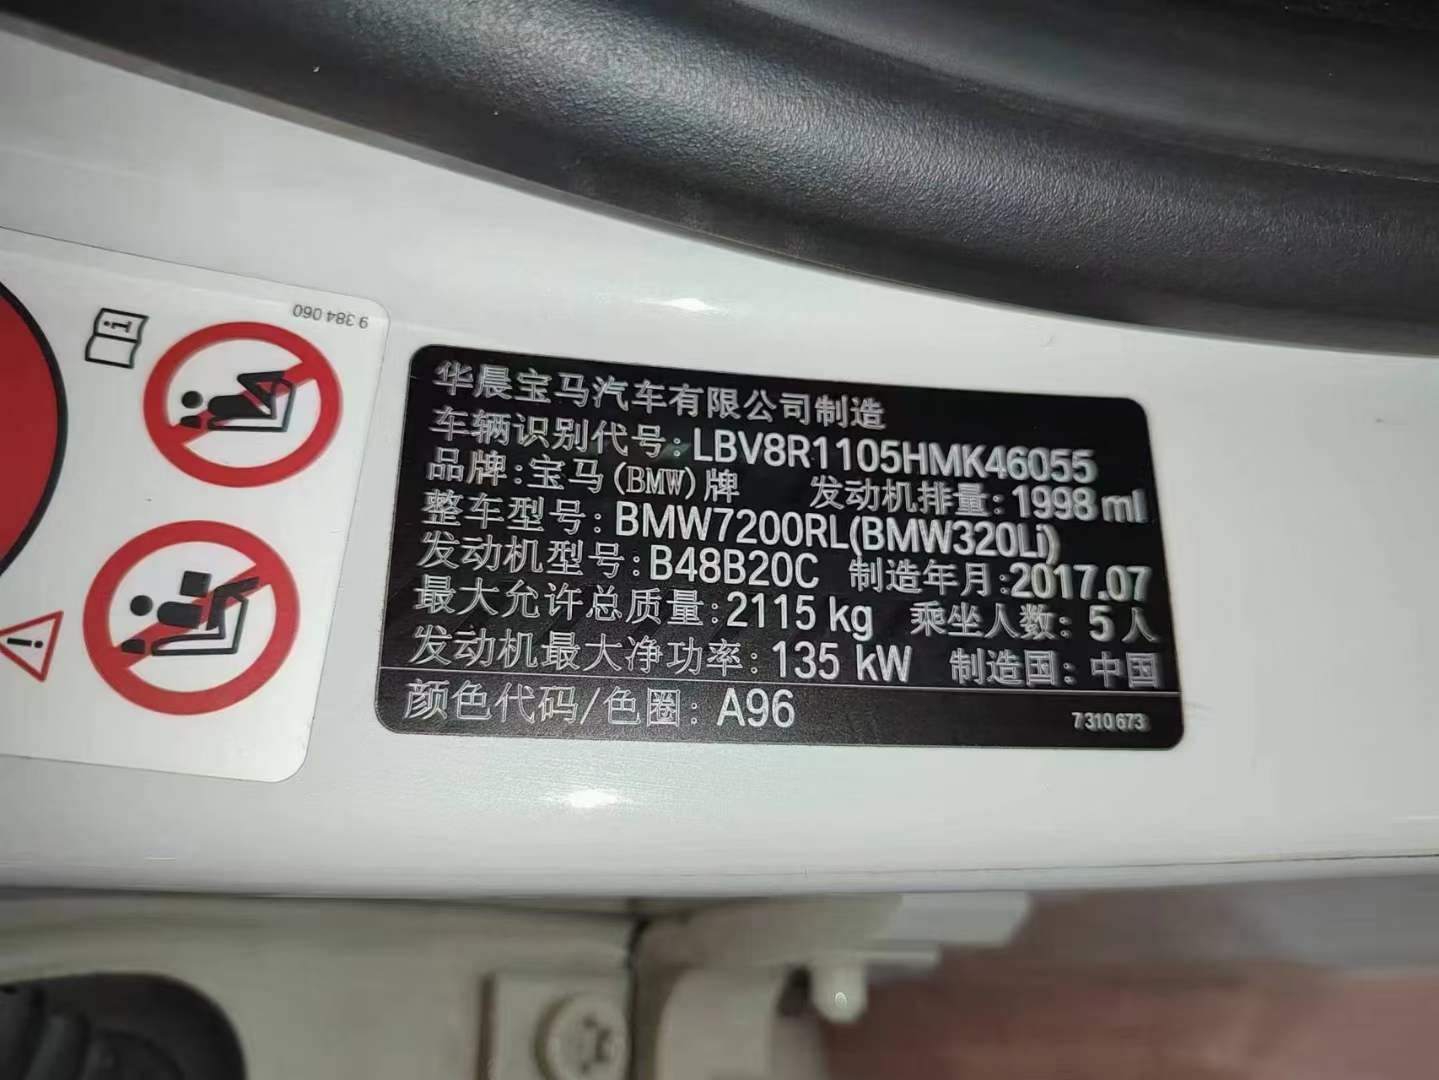 9 384 060
华晨宝马汽车有限公司制造
车辆识别代号: LBV8R1105HMK46055
品牌: 宝马(BMW)牌 发动机排量: 1998 ml
整车型号: BMW7200RL(BMW320Li)
发动机型号: B48B20C 制造年月: 2017.07
最大允许总质量: 2115 kg 乘坐人数: 5 人
发动机最大净功率: 135 kW 制造国: 中国
颜色代码/色圈: A96 7 310 673